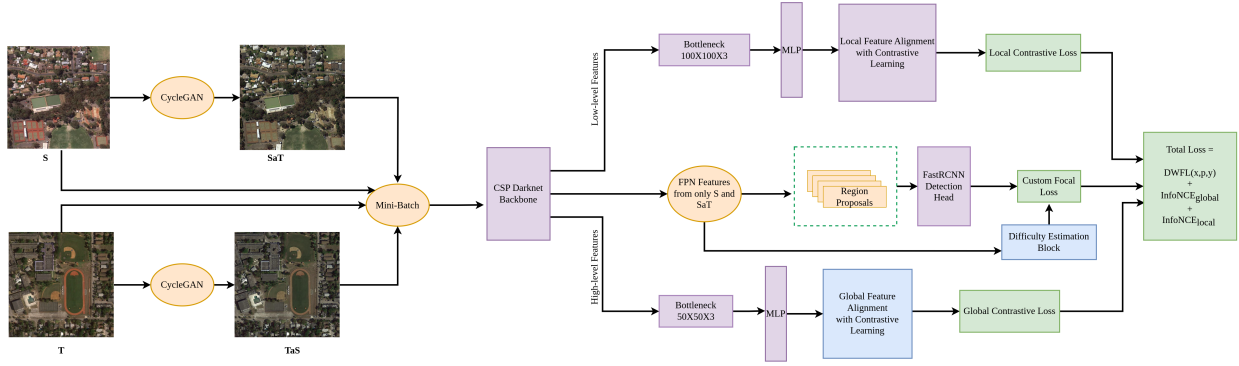 CycleGAN
S
SaT
CycleGAN
T
TaS
Mini-Batch
CSP Darknet
Backbone
Low-level Features
High-level Features
Bottleneck
100X100X3
MLP
Local Feature Alignment
with Contrastive
Learning
Local Contrastive Loss
FPN Features
from only S and
SaT
Region
Proposals
FastRCNN
Detection
Head
Custom Focal
Loss
Difficulty Estimation
Block
Bottleneck
50X50X3
MLP
Global Feature
Alignment
with Contrastive
Learning
Global Contrastive Loss
Total Loss =
DWFL(x,p,y)
+
InfoNCEglobal
+
InfoNCElocal